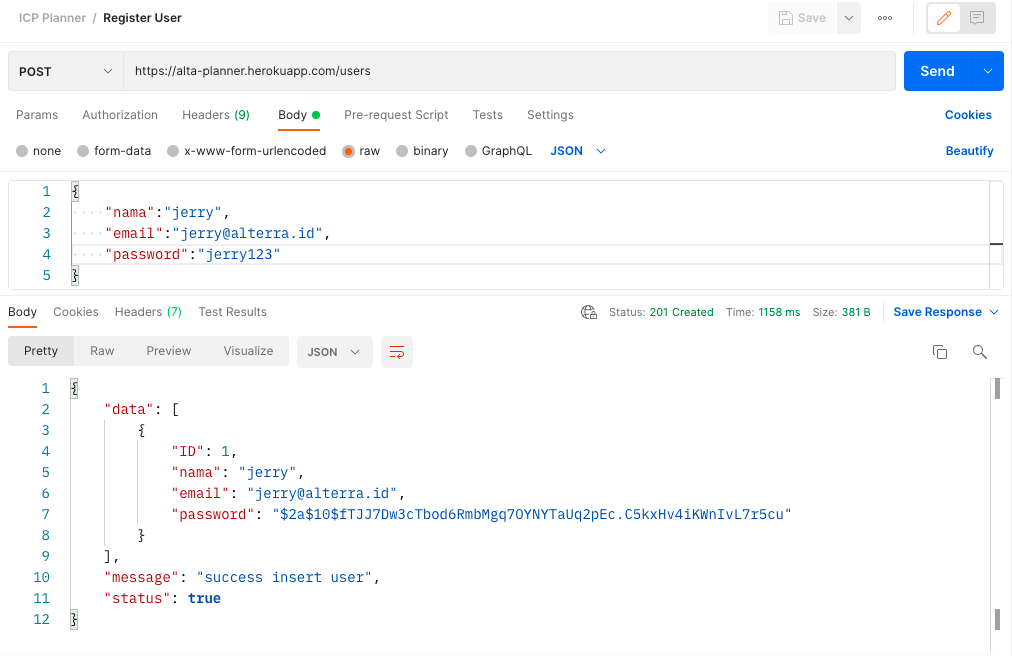 ICP Planner / Register User
Save
POST
https://alta-planner.herokuapp.com/users
Send
Params Authorization Headers (9) Body Pre-request Script Tests Settings Cookies
none form-data x-www-form-urlencoded raw binary GraphQL JSON Beautify
1 {
2 ····"nama":"jerry",
3 ····"email":"jerry@alterra.id",
4 ····"password":"jerry123"
5 }
Body Cookies Headers (7) Test Results Status: 201 Created Time: 1158 ms Size: 381 B Save Response
Pretty Raw Preview Visualize JSON
1 {
2 "data": [
3 {
4 "ID": 1,
5 "nama": "jerry",
6 "email": "jerry@alterra.id",
7 "password": "$2a$10$fTJJ7Dw3cTbod6RmbMgq7OYNYTaUq2pEc.C5kxHv4iKWnIvL7r5cu"
8 }
9 ],
10 "message": "success insert user",
11 "status": true
12 }